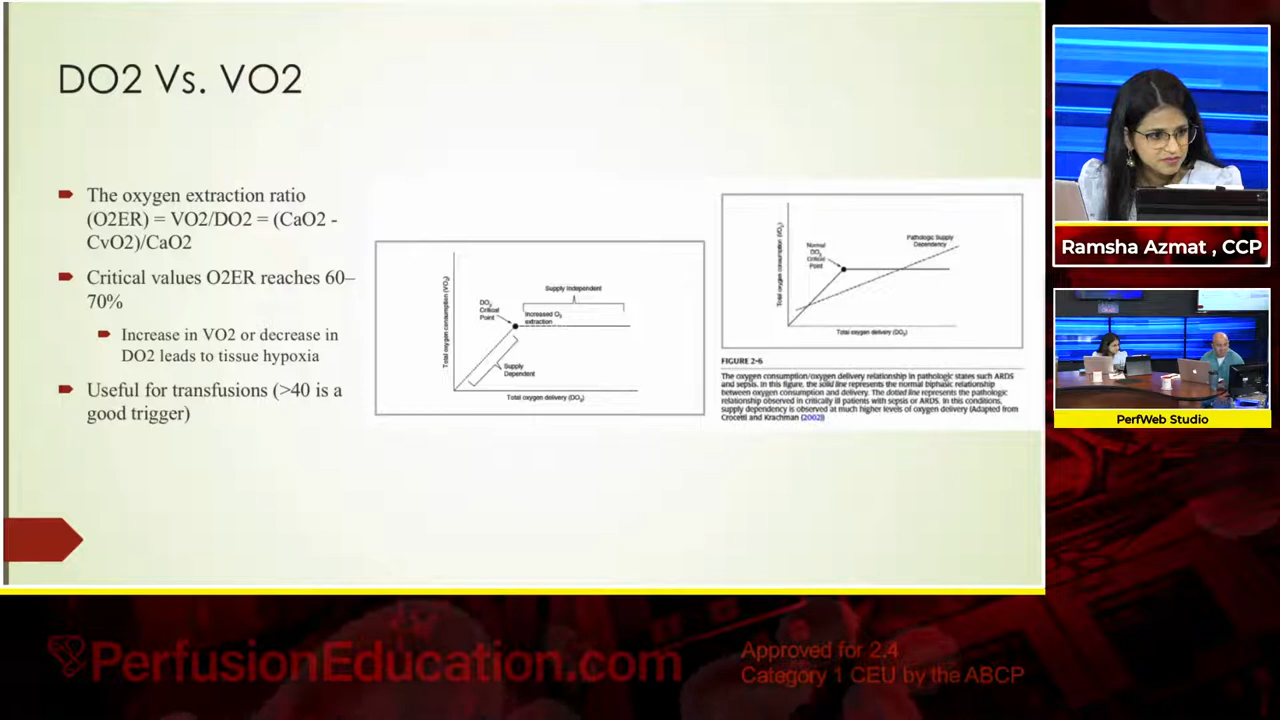 DO2 Vs. VO2
The oxygen extraction ratio
(O2ER) = VO2/DO2 = (CaO2 -
CvO2)/CaO2
Critical values O2ER reaches 60–
70%
Increase in VO2 or decrease in
DO2 leads to tissue hypoxia
Useful for transfusions (>40 is a
good trigger)
Total oxygen consumption (VO2)
DO2
Critical
Point
Supply Independent
Increased O2
extraction
Supply
Dependent
Total oxygen delivery (DO2)
Total oxygen consumption (VO2)
Normal
DO2
Critical
Point
Pathologic Supply
Dependency
Total oxygen delivery (DO2)
FIGURE 2-6
The oxygen consumption/oxygen delivery relationship in pathologic states such ARDS
and sepsis. In this figure, the solid line represents the normal biphasic relationship
between oxygen consumption and delivery. The dotted line represents the pathologic
relationship observed in critically ill patients with sepsis or ARDS. In this conditions,
supply dependency is observed at much higher levels of oxygen delivery (Adapted from
Crocetti and Krachman (2002))
Ramsha Azmat , CCP
PerfWeb Studio
PerfusionEducation.com
Approved for 2.4
Category 1 CEU by the ABCP